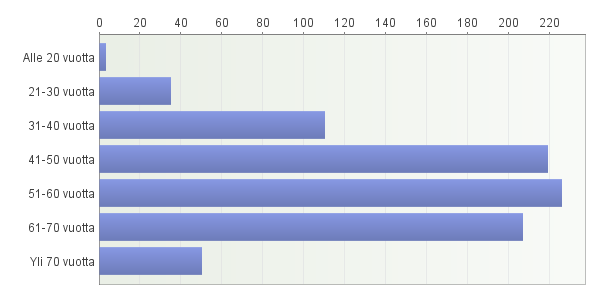 0 20 40 60 80 100 120 140 160 180 200 220
Alle 20 vuotta
21-30 vuotta
31-40 vuotta
41-50 vuotta
51-60 vuotta
61-70 vuotta
Yli 70 vuotta